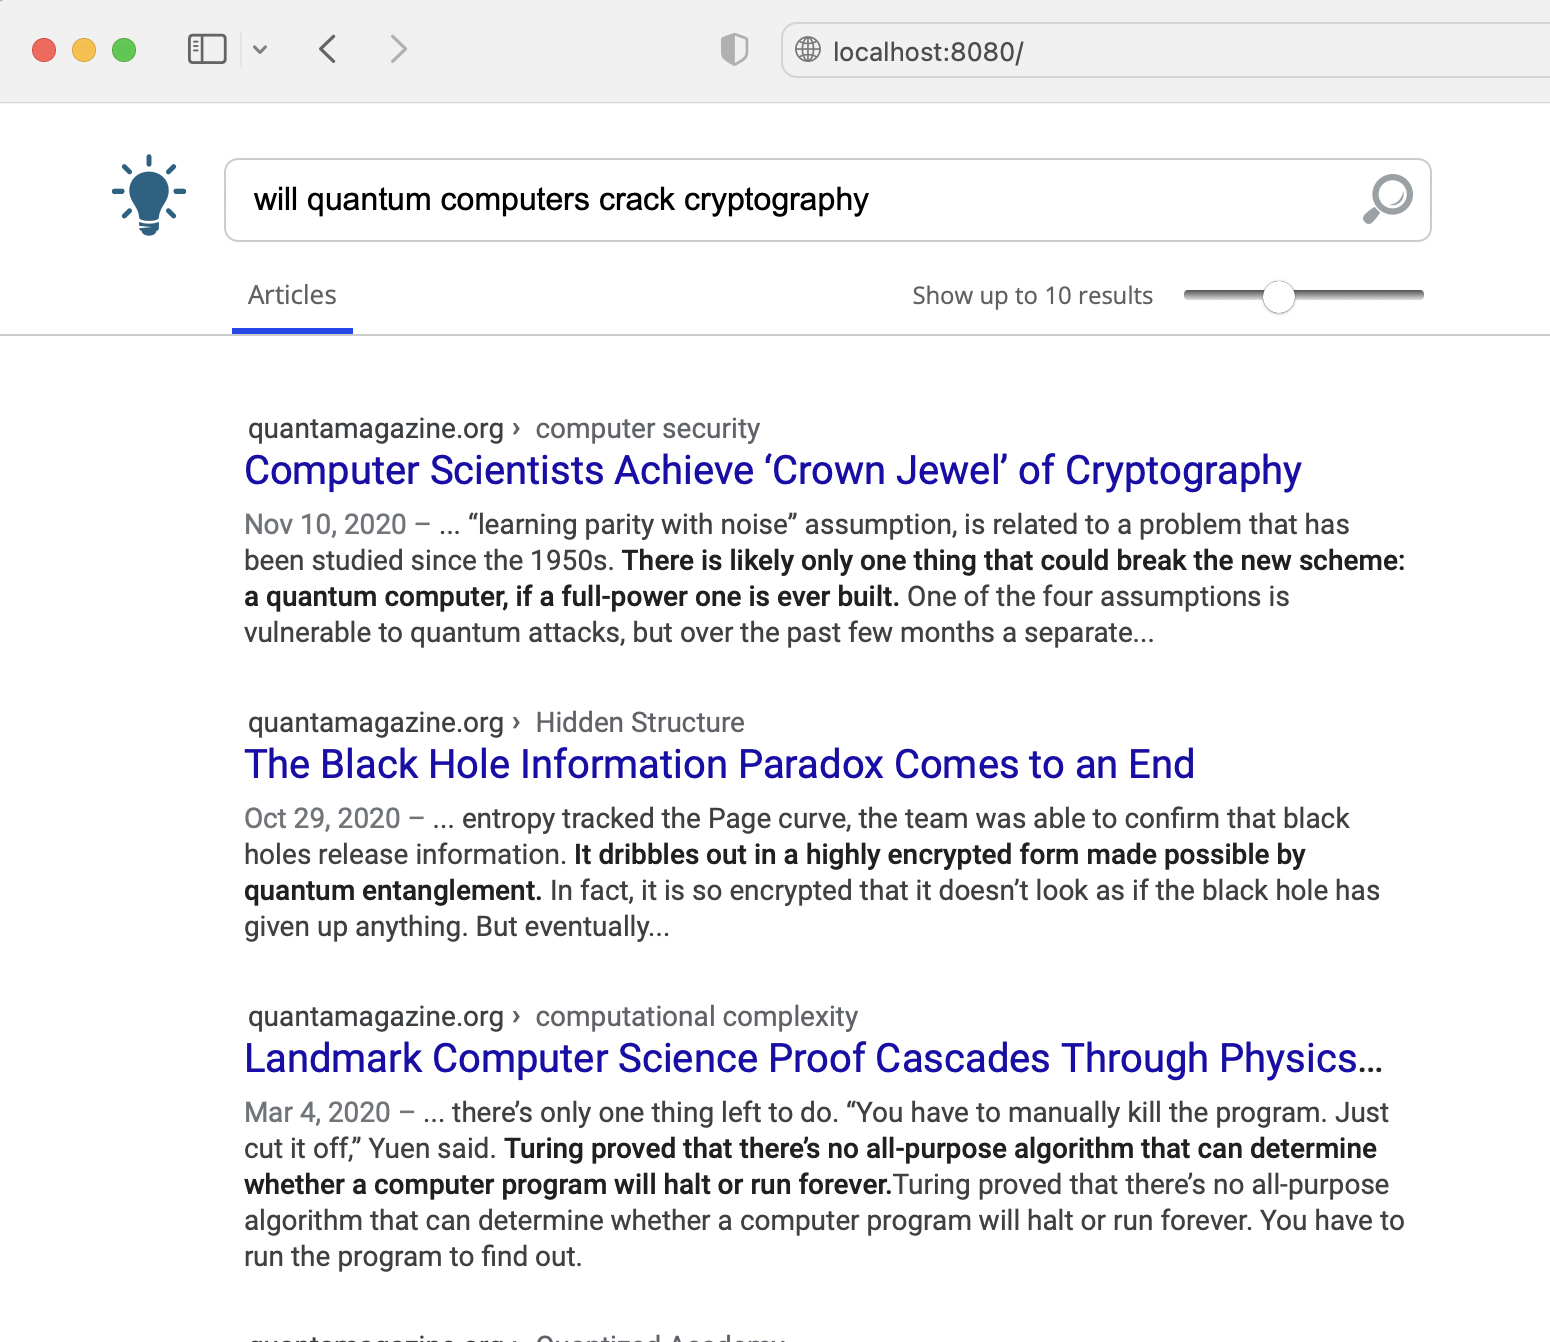 localhost:8080/
will quantum computers crack cryptography
Articles
Show up to 10 results
quantamagazine.org › computer security
Computer Scientists Achieve ‘Crown Jewel’ of Cryptography
Nov 10, 2020 – ... “learning parity with noise” assumption, is related to a problem that has
been studied since the 1950s. There is likely only one thing that could break the new scheme:
a quantum computer, if a full-power one is ever built. One of the four assumptions is
vulnerable to quantum attacks, but over the past few months a separate...
quantamagazine.org › Hidden Structure
The Black Hole Information Paradox Comes to an End
Oct 29, 2020 – ... entropy tracked the Page curve, the team was able to confirm that black
holes release information. It dribbles out in a highly encrypted form made possible by
quantum entanglement. In fact, it is so encrypted that it doesn’t look as if the black hole has
given up anything. But eventually...
quantamagazine.org › computational complexity
Landmark Computer Science Proof Cascades Through Physics...
Mar 4, 2020 – ... there’s only one thing left to do. “You have to manually kill the program. Just
cut it off,” Yuen said. Turing proved that there’s no all-purpose algorithm that can determine
whether a computer program will halt or run forever.Turing proved that there’s no all-purpose
algorithm that can determine whether a computer program will halt or run forever. You have to
run the program to find out.
quantamagazine.org › Quantized Academy